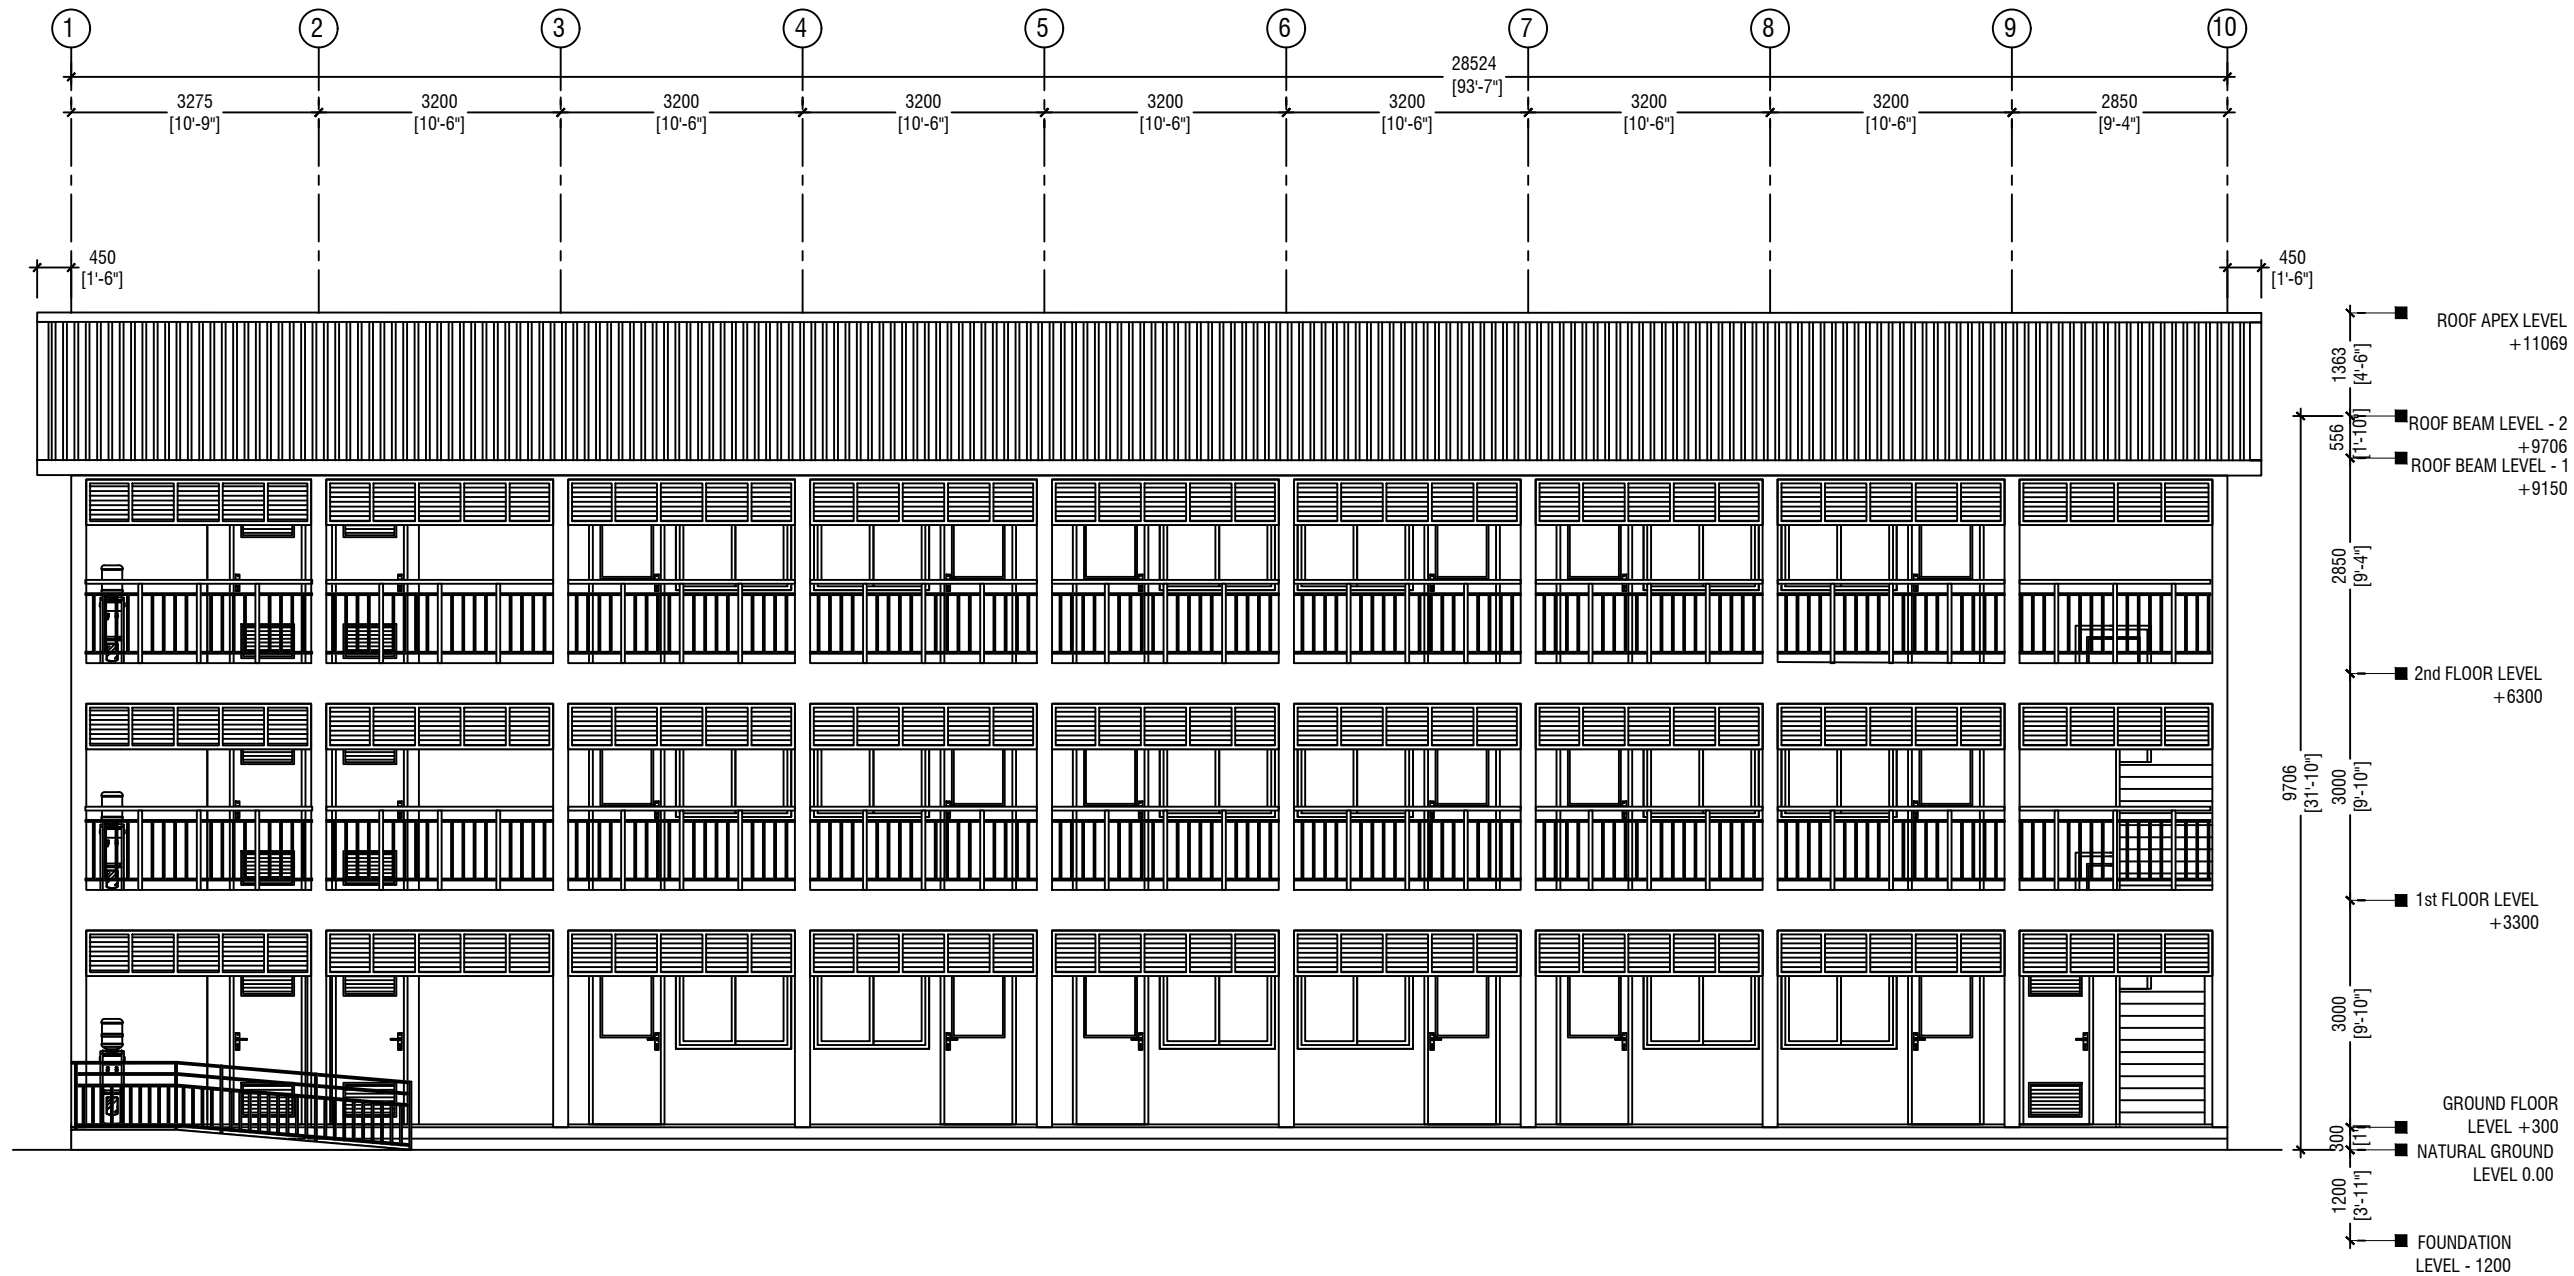 1 2 3 4 5 6 7 8 9 10
28524
[93'-7"]
3275 3200 3200 3200 3200 3200 3200 3200 2850
[10'-9"] [10'-6"] [10'-6"] [10'-6"] [10'-6"] [10'-6"] [10'-6"] [10'-6"] [9'-4"]
450
[1'-6"]
450
[1'-6"]
ROOF APEX LEVEL
+11069
1363
[4'-6"]
ROOF BEAM LEVEL - 2
+9706
556
[1'-10"]
ROOF BEAM LEVEL - 1
+9150
2850
[9'-4"]
2nd FLOOR LEVEL
+6300
9706
[31'-10"]
3000
[9'-10"]
1st FLOOR LEVEL
+3300
3000
[9'-10"]
GROUND FLOOR
LEVEL +300
300
[1']
NATURAL GROUND
LEVEL 0.00
1200
[3'-11"]
FOUNDATION
LEVEL - 1200